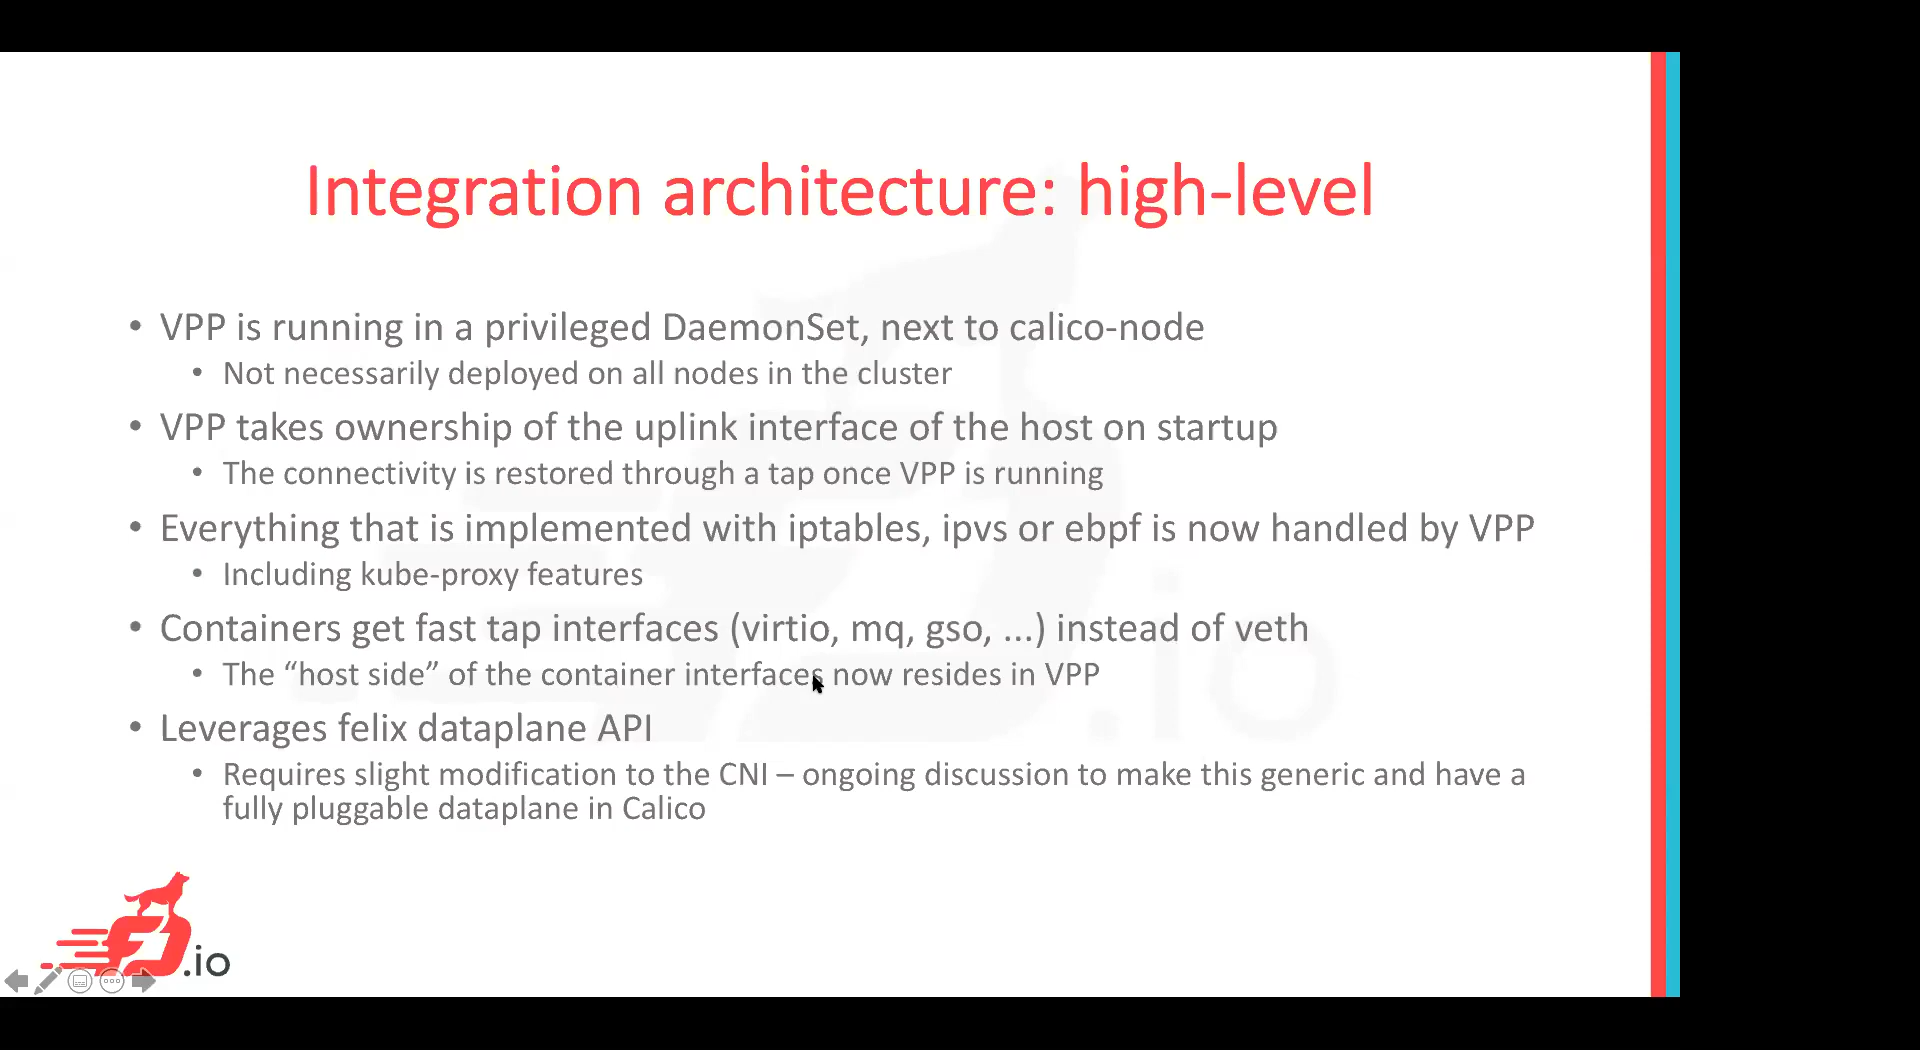 Integration architecture: high-level
• VPP is running in a privileged DaemonSet, next to calico-node
• Not necessarily deployed on all nodes in the cluster
• VPP takes ownership of the uplink interface of the host on startup
• The connectivity is restored through a tap once VPP is running
• Everything that is implemented with iptables, ipvs or ebpf is now handled by VPP
• Including kube-proxy features
• Containers get fast tap interfaces (virtio, mq, gso, ...) instead of veth
• The “host side” of the container interfaces now resides in VPP
• Leverages felix dataplane API
• Requires slight modification to the CNI – ongoing discussion to make this generic and have a
fully pluggable dataplane in Calico
FD.io